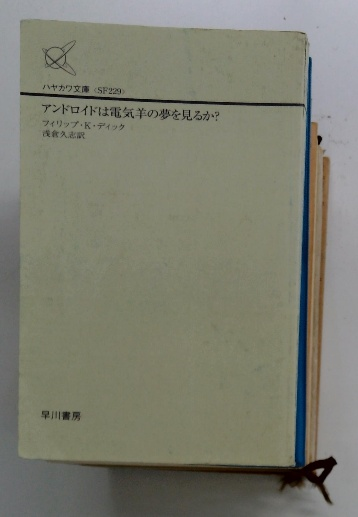 ハヤカワ文庫〈SF229〉
アンドロイドは電気羊の夢を見るか?
フィリップ・K・ディック
浅倉久志訳
早川書房